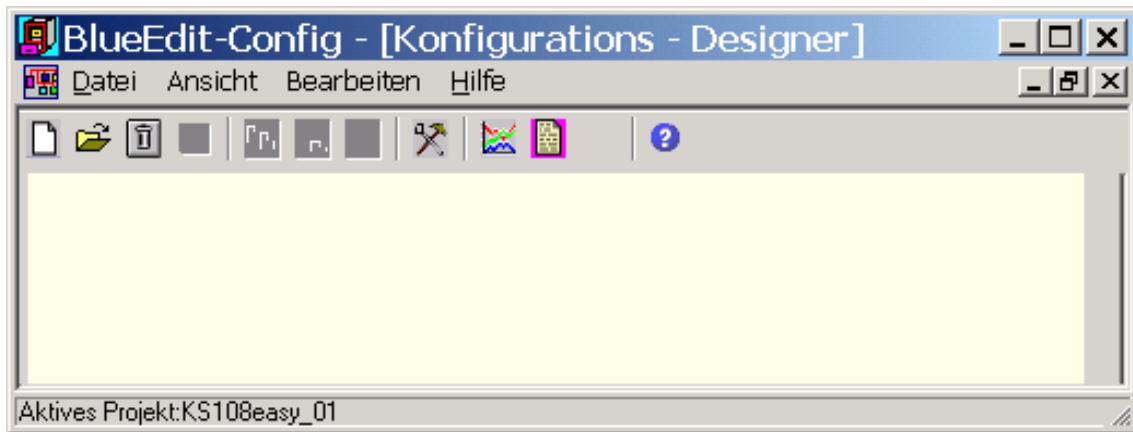 BlueEdit-Config - [Konfigurations - Designer]
Datei Ansicht Bearbeiten Hilfe
Aktives Projekt:KS108easy_01